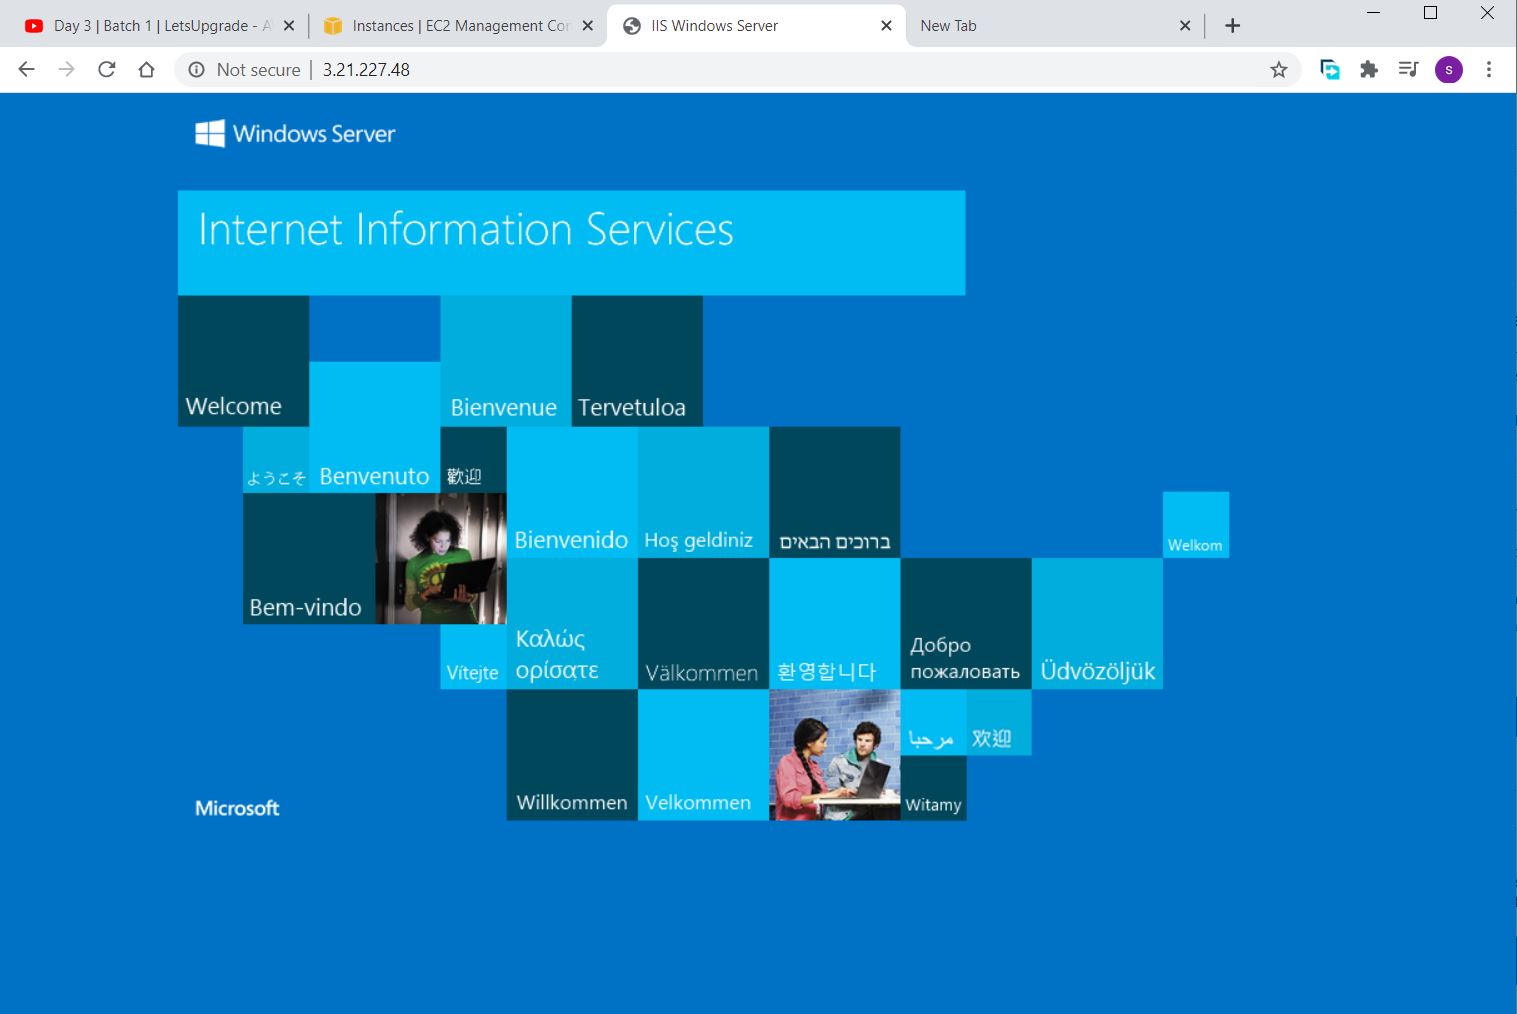 Day 3 | Batch 1 | LetsUpgrade -
Instances | EC2 Management
IIS Windows Server
New Tab
Not secure
3.21.227.48
s
Windows Server
Internet Information Services
Welcome
Bienvenue
Tervetuloa
ようこそ
Benvenuto
歡迎
Bienvenido
Hoş geldiniz
ברוכים הבאים
Welkom
Bem-vindo
Vítejte
Καλώς
ορίσατε
Välkommen
환영합니다
Добро
пожаловать
Üdvözöljük
مرحبا
欢迎
Willkommen
Velkommen
Witamy
Microsoft